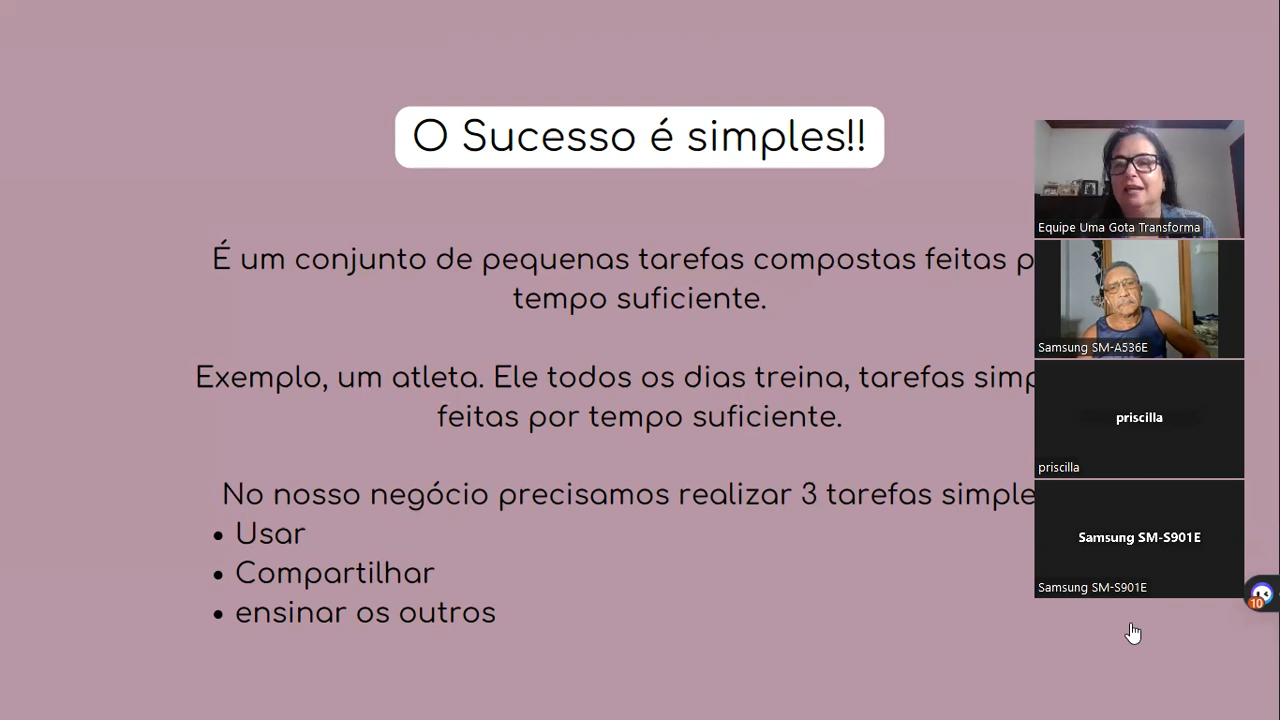 O Sucesso é simples!!
É um conjunto de pequenas tarefas compostas feitas
tempo suficiente.
Exemplo, um atleta. Ele todos os dias treina, tarefas
feitas por tempo suficiente.
No nosso negócio precisamos realizar 3 tarefas
• Usar
• Compartilhar
• ensinar os outros
Equipe Uma Gota Transforma
Samsung SM-A536E
priscilla
priscilla
Samsung SM-S901E
Samsung SM-S901E
10